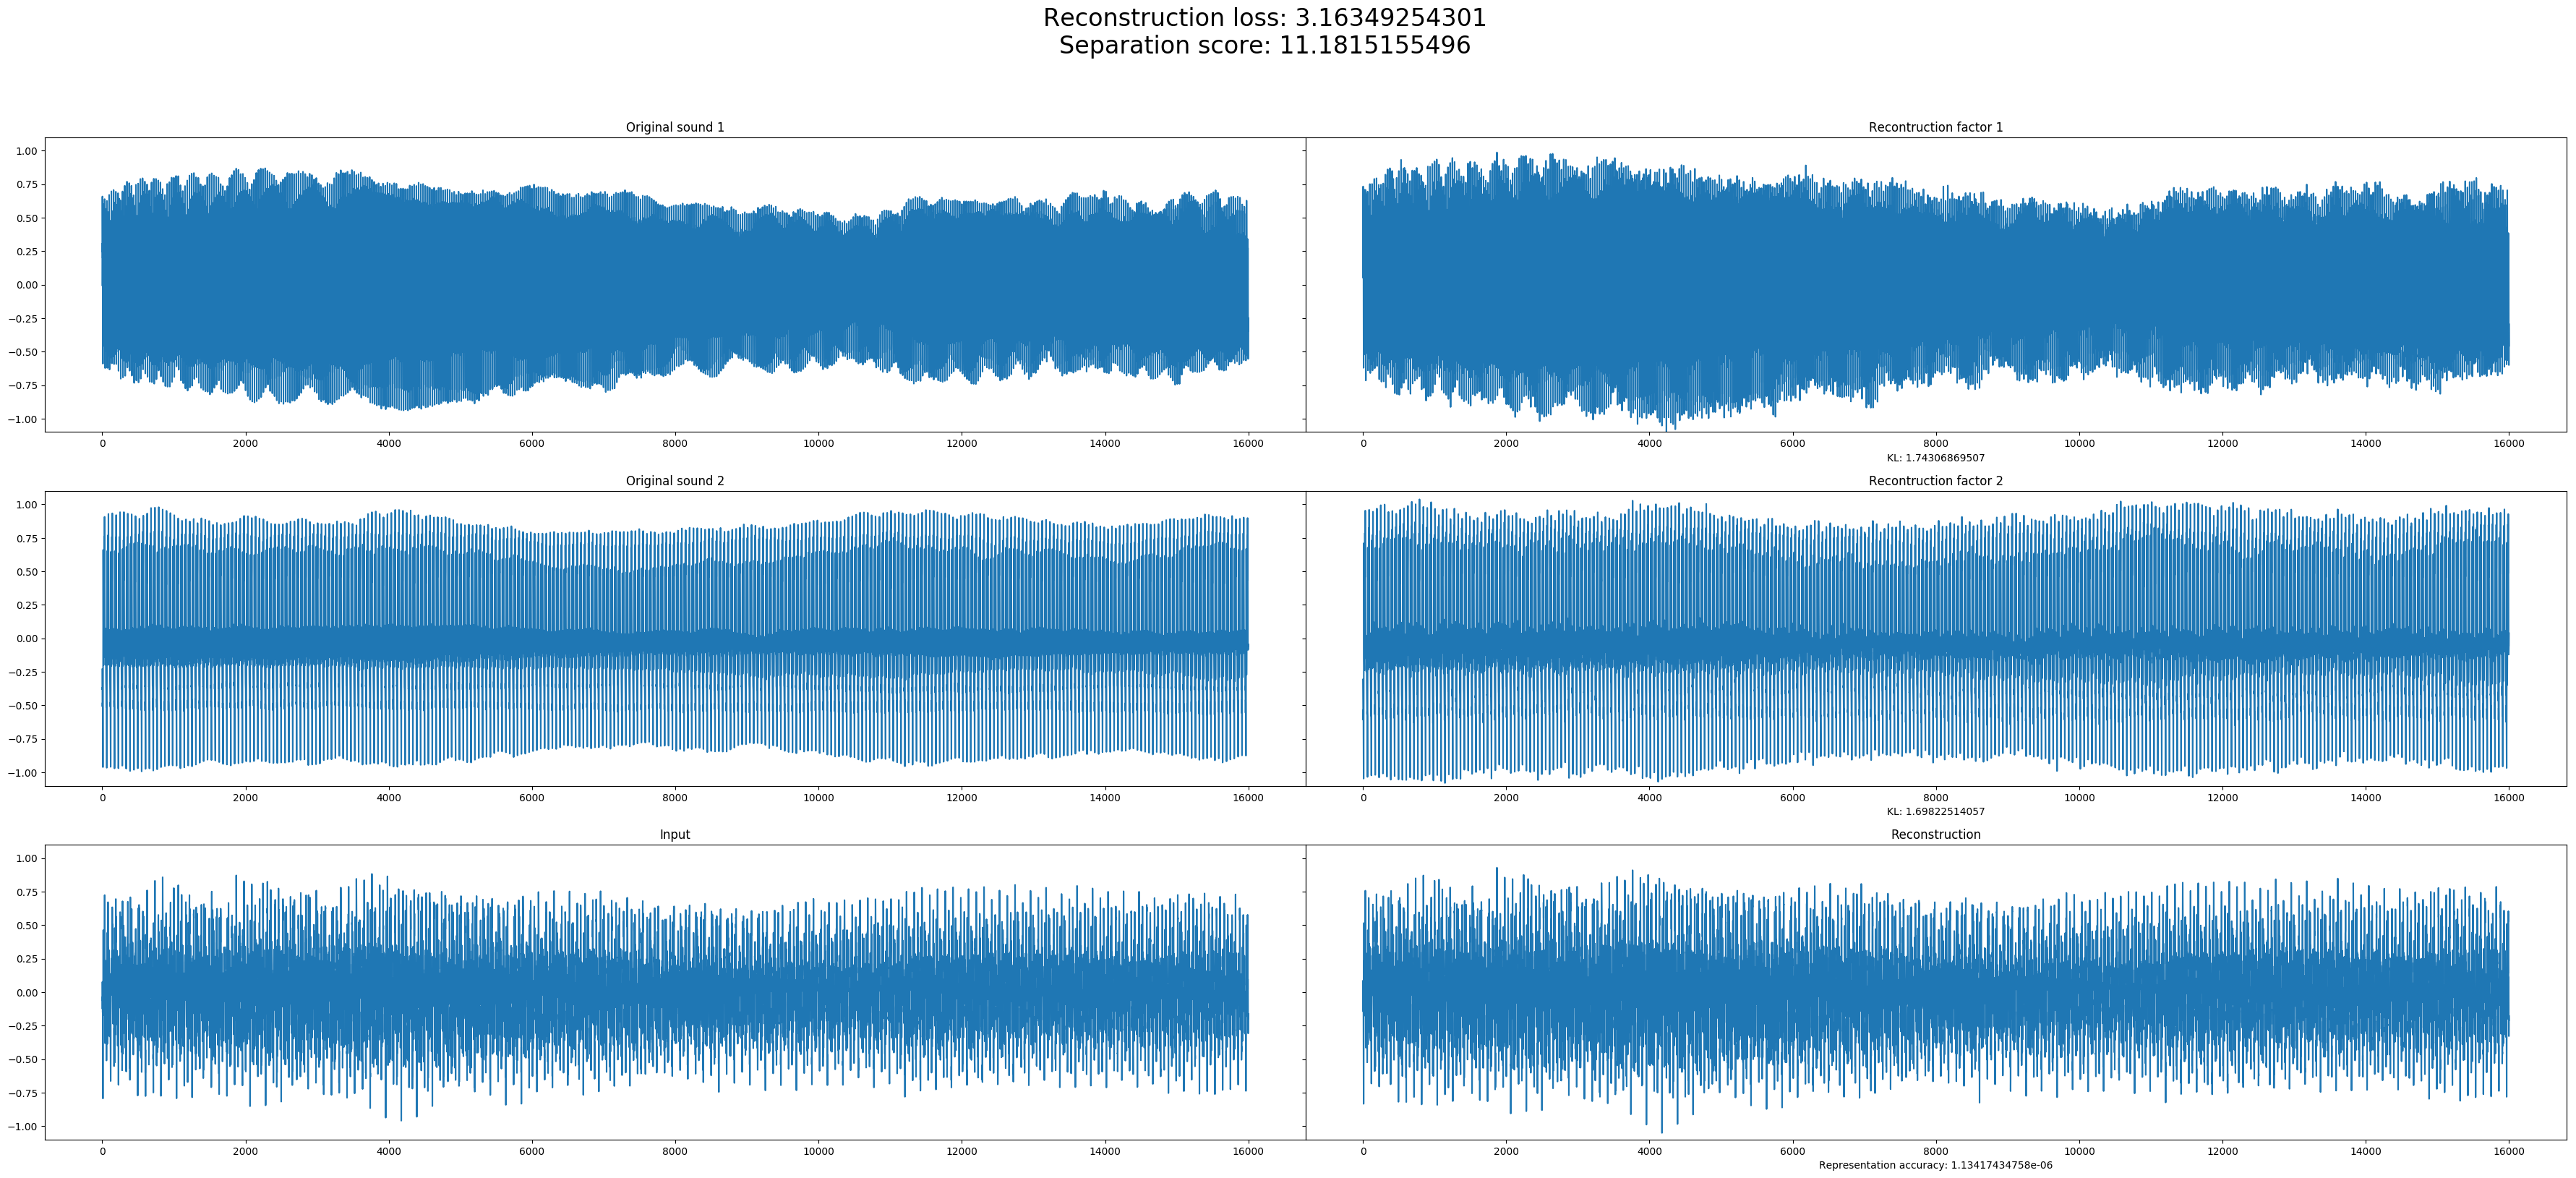 Reconstruction loss: 3.16349254301
Separation score: 11.1815155496
Original sound 1
Recontruction factor 1
1.00
0.75
0.50
0.25
0.00
−0.25
−0.50
−0.75
−1.00
0 2000 4000 6000 8000 10000 12000 14000 16000
0 2000 4000 6000 8000 10000 12000 14000 16000
KL: 1.74306869507
Original sound 2
Recontruction factor 2
1.00
0.75
0.50
0.25
0.00
−0.25
−0.50
−0.75
−1.00
0 2000 4000 6000 8000 10000 12000 14000 16000
0 2000 4000 6000 8000 10000 12000 14000 16000
KL: 1.69822514057
Input
Reconstruction
1.00
0.75
0.50
0.25
0.00
−0.25
−0.50
−0.75
−1.00
0 2000 4000 6000 8000 10000 12000 14000 16000
0 2000 4000 6000 8000 10000 12000 14000 16000
Representation accuracy: 1.13417434758e-06